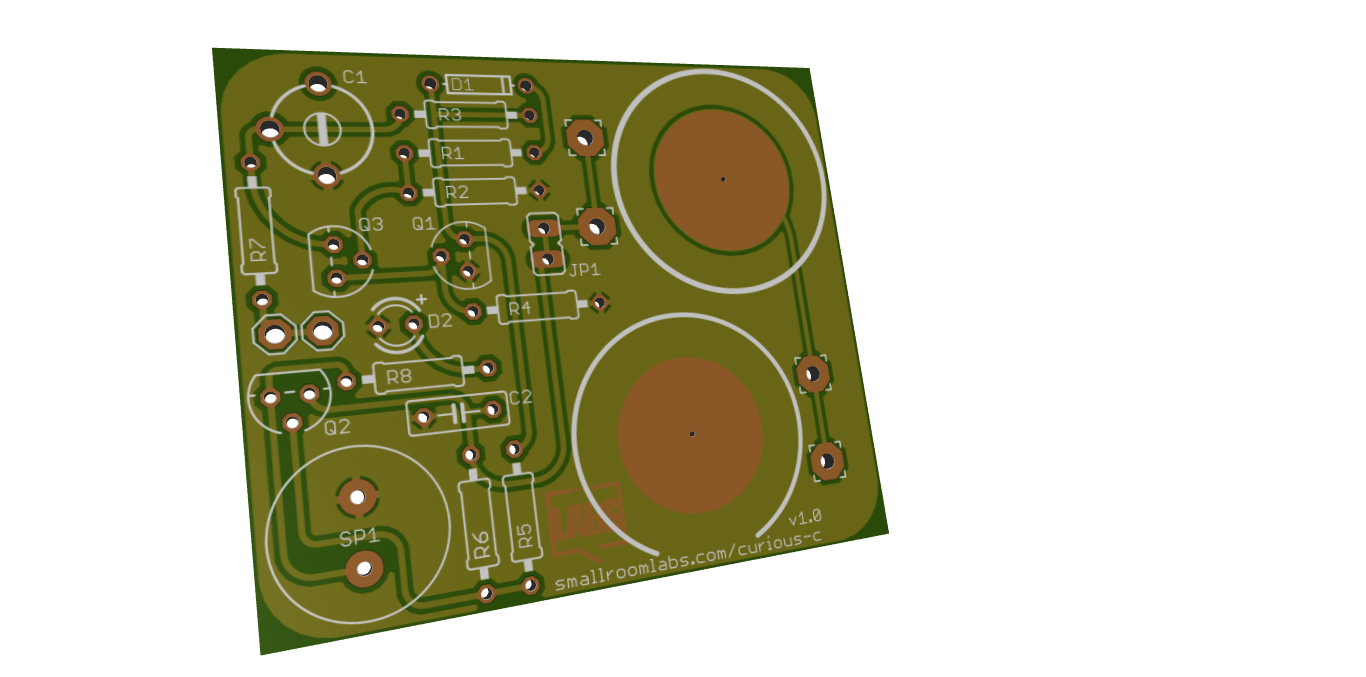 C1
D1
R3
R1
R2
Q3
Q1
R7
JP1
R4
+
D2
R8
C2
Q2
SP1
R6
R5
LABS
v1.0
smallroomlabs.com/curious-c